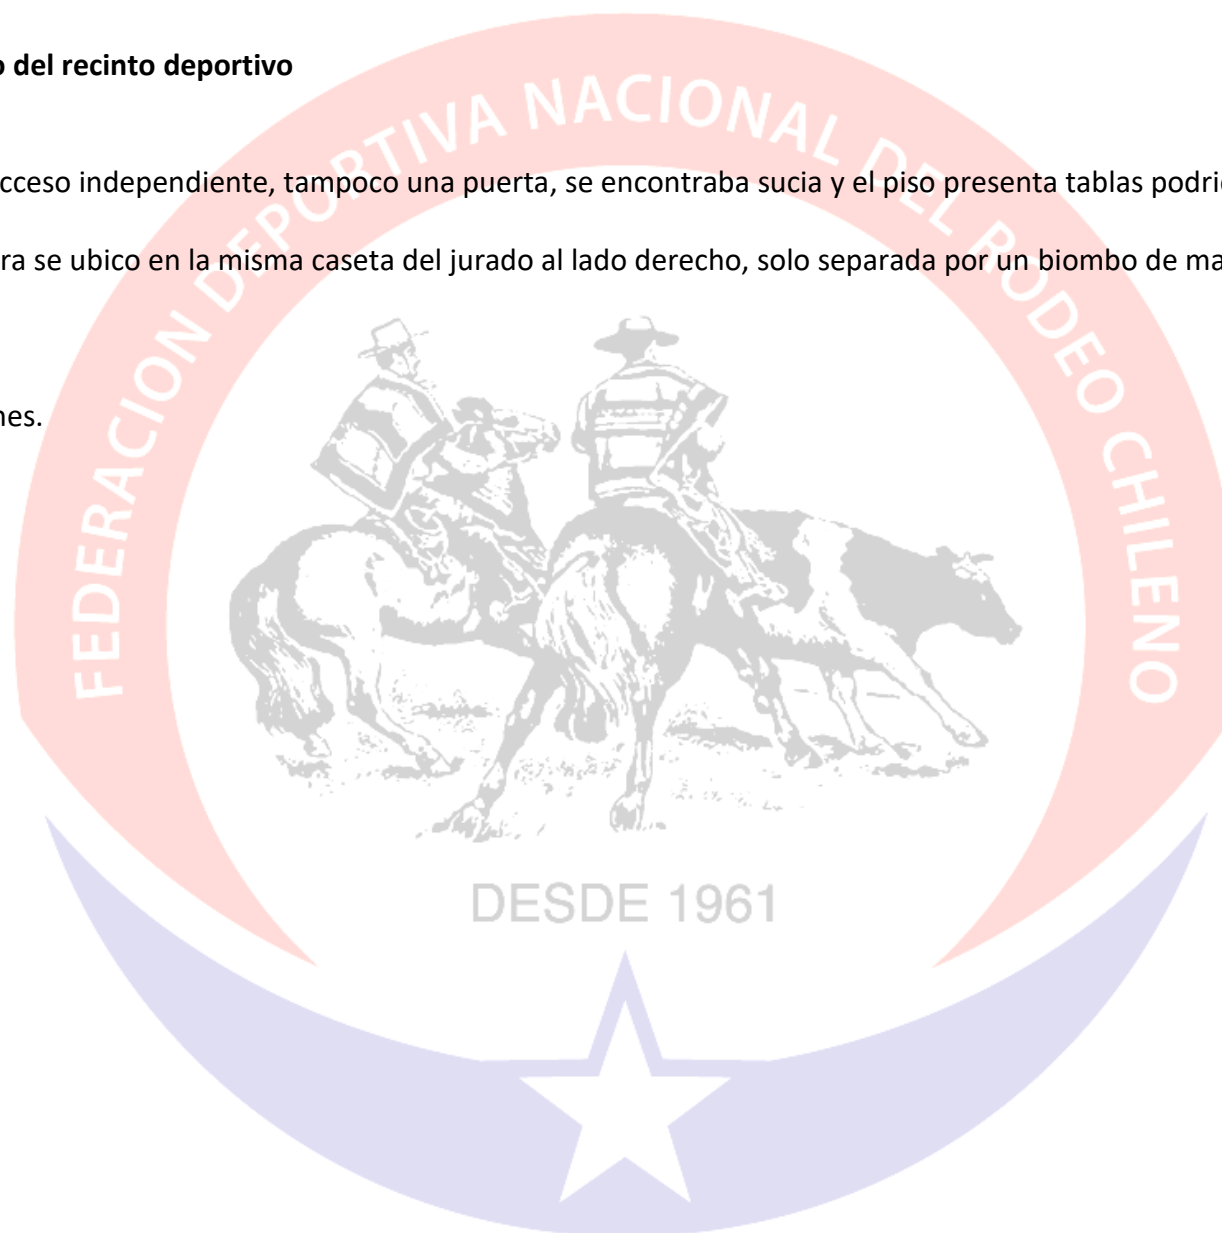 o del recinto deportivo
cceso independiente, tampoco una puerta, se encontraba sucia y el piso presenta tablas podri
ra se ubico en la misma caseta del jurado al lado derecho, solo separada por un biombo de ma
nes.
FEDERACION DEPORTIVA NACIONAL DEL RODEO CHILENO
DESDE 1961